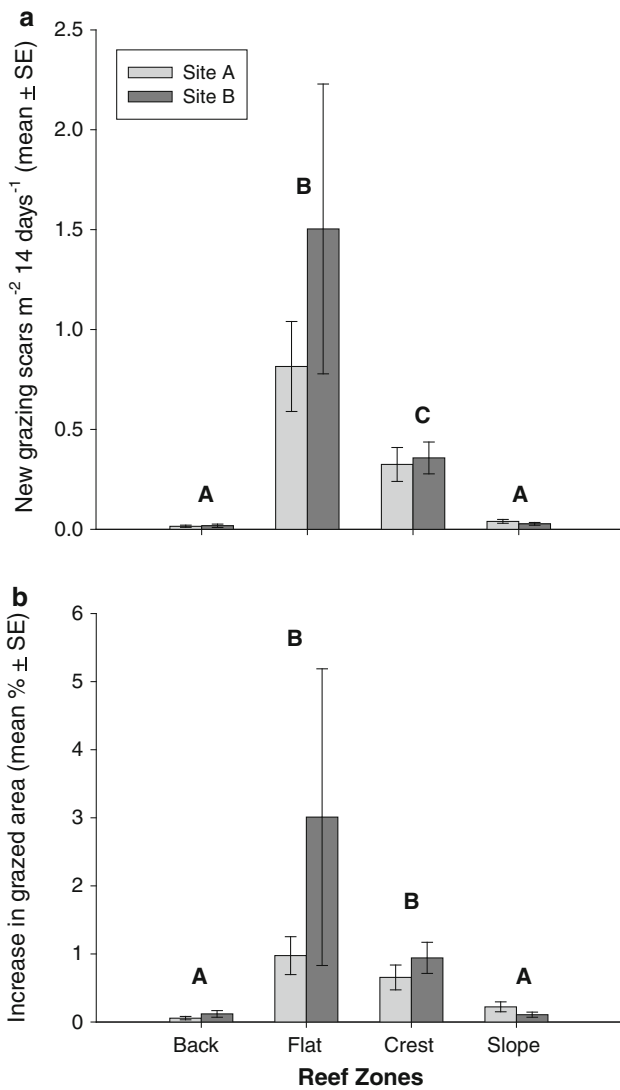 a
New grazing scars m⁻² 14 days⁻¹ (mean ± SE)
2.5
2.0
1.5
1.0
0.5
0.0
Site A
Site B
A
B
C
A
b
Increase in grazed area (mean % ± SE)
6
5
4
3
2
1
0
A
B
B
A
Back Flat Crest Slope
Reef Zones